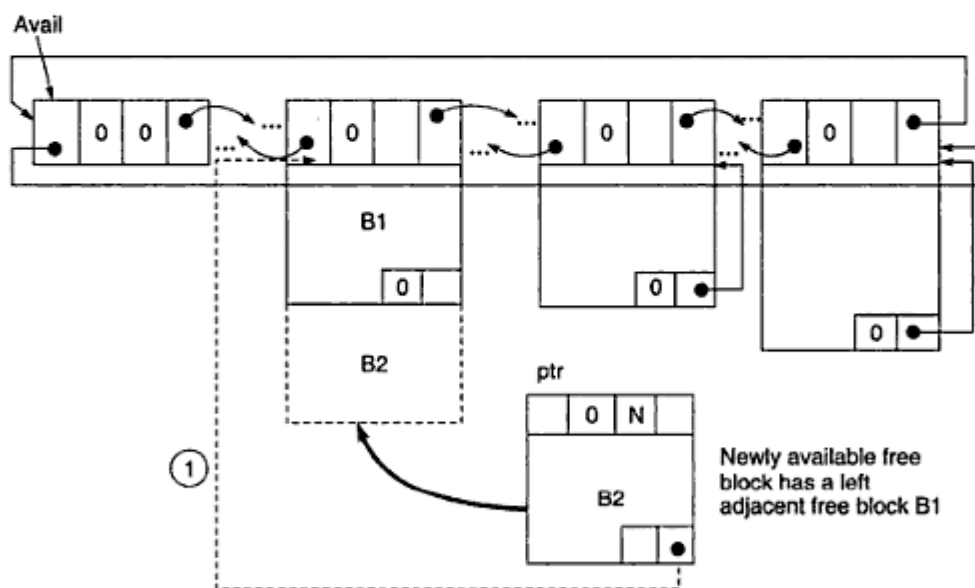 Avail
0 0 0 0 0
B1
0
0
0
B2
ptr
0 N
B2
1
Newly available free
block has a left
adjacent free block B1